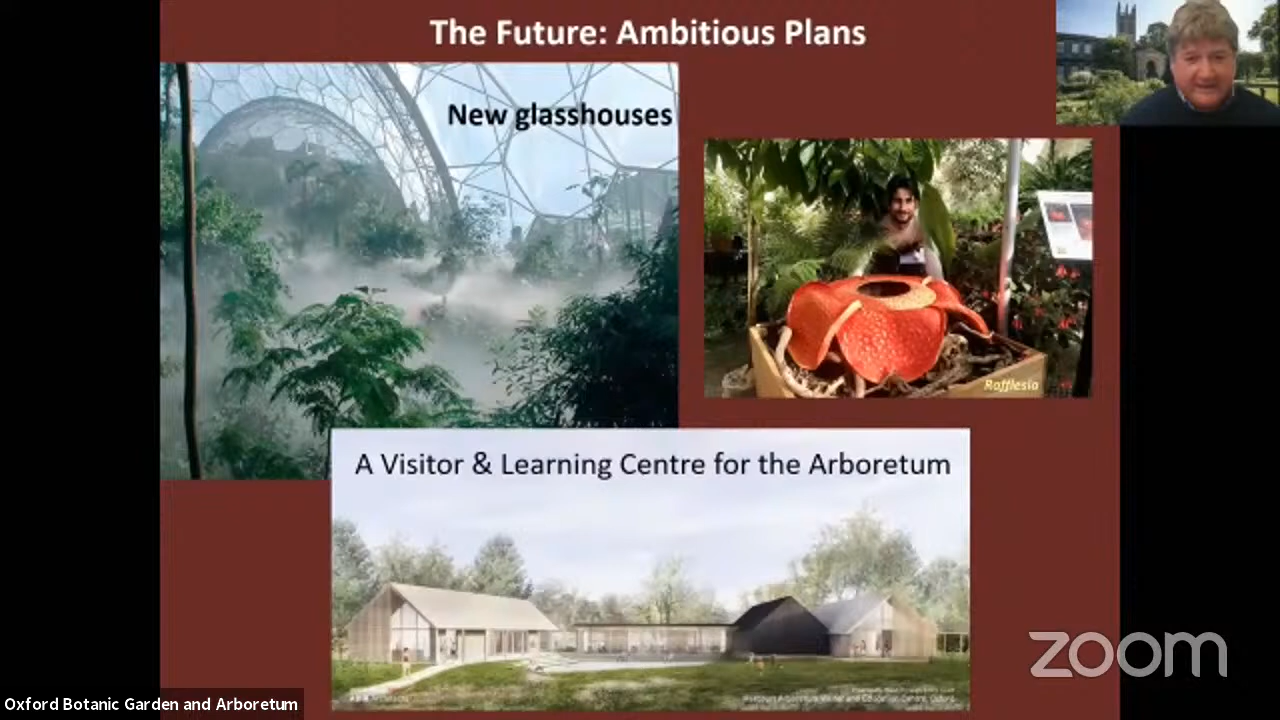 The Future: Ambitious Plans
New glasshouses
Rafflesia
A Visitor & Learning Centre for the Arboretum
zoom
Oxford Botanic Garden and Arboretum